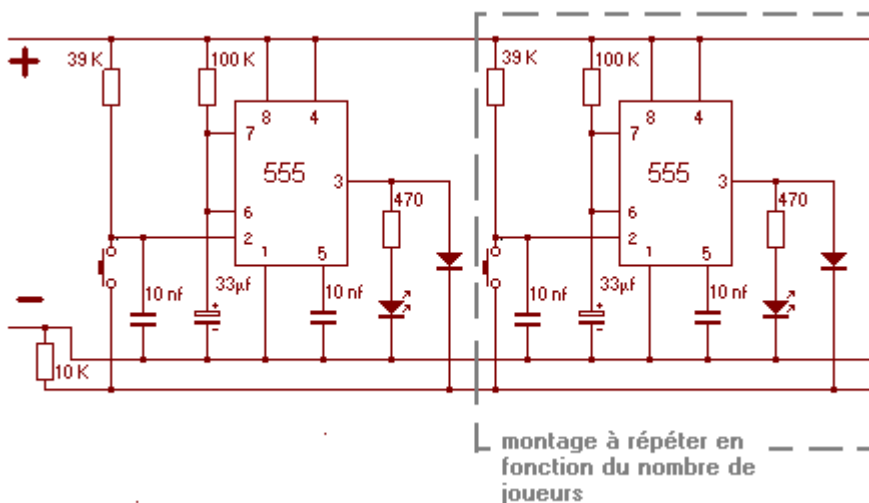 39 K
100 K
8
4
7
555
3
6
2
470
1
5
10 nf
33µf
10 nf
+
-
+
−
10 K
39 K
100 K
8
4
7
555
3
6
2
470
1
5
10 nf
33µf
10 nf
+
-
montage à répéter en
fonction du nombre de
joueurs